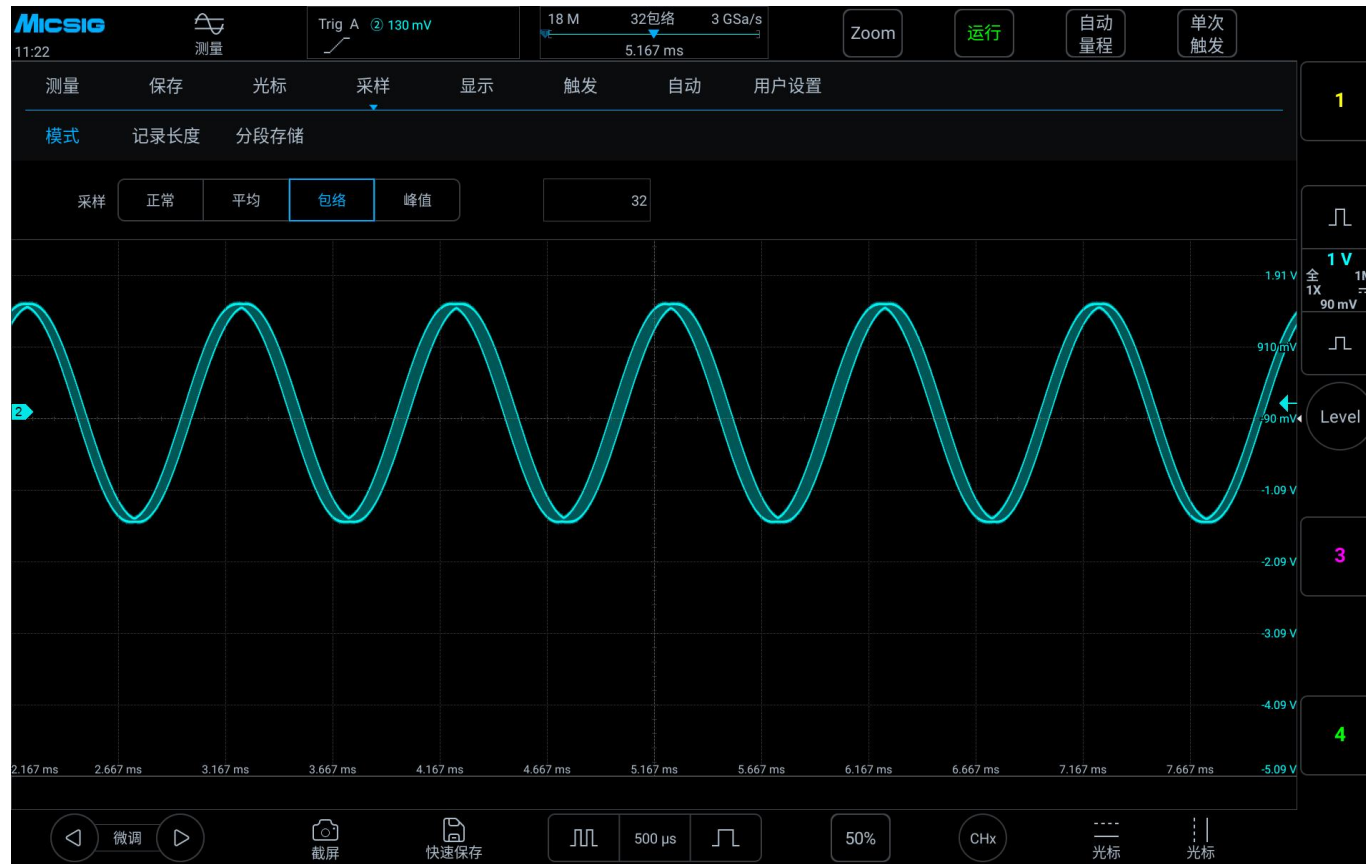 Micsig
11:22
测量
Trig A ② 130 mV
18 M 32包络 3 GSa/s
5.167 ms
Zoom
运行
自动
量程
单次
触发
测量 保存 光标 采样 显示 触发 自动 用户设置
模式 记录长度 分段存储
采样 正常 平均 包络 峰值 32
1
1 V
全 1M
1X
90 mV
Level
3
4
1.91 V
910 mV
2
-90 mV
-1.09 V
-2.09 V
-3.09 V
-4.09 V
-5.09 V
2.167 ms 2.667 ms 3.167 ms 3.667 ms 4.167 ms 4.667 ms 5.167 ms 5.667 ms 6.167 ms 6.667 ms 7.167 ms 7.667 ms
微调
截屏
快速保存
500 μs
50%
CHx
光标
光标